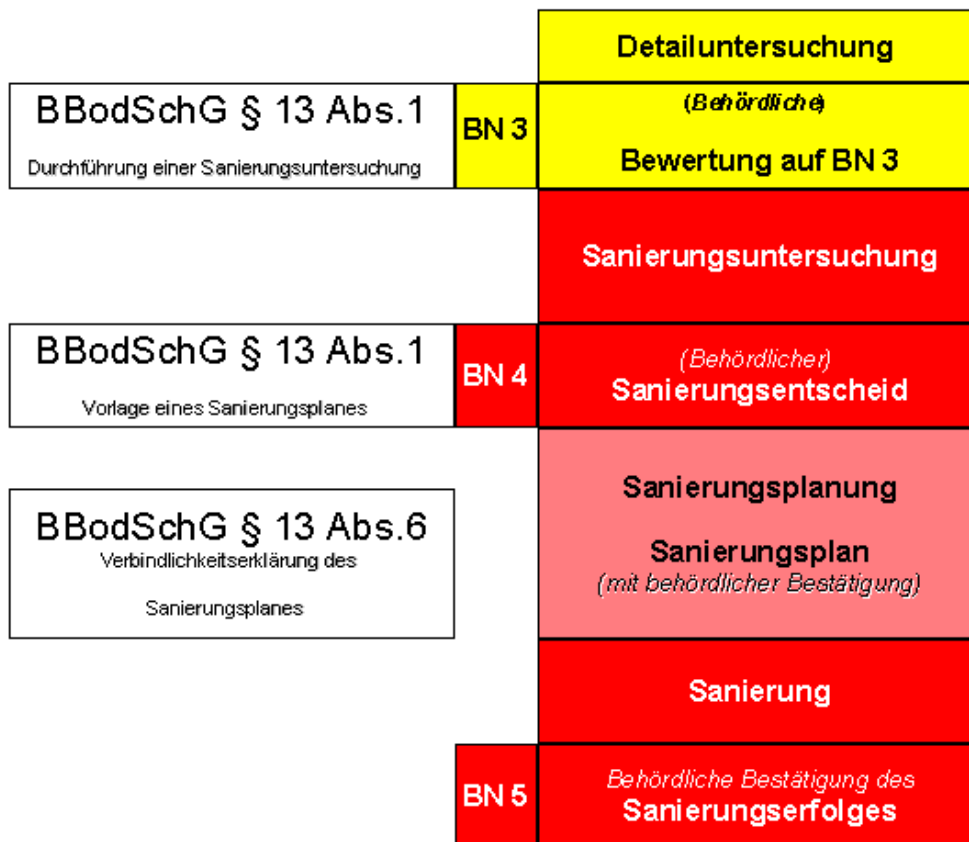 Detailuntersuchung
BBodSchG § 13 Abs.1
Durchführung einer Sanierungsuntersuchung
BN 3
(Behördliche)
Bewertung auf BN 3
Sanierungsuntersuchung
BBodSchG § 13 Abs.1
Vorlage eines Sanierungsplanes
BN 4
(Behördlicher)
Sanierungsentscheid
Sanierungsplanung
Sanierungsplan
(mit behördlicher Bestätigung)
BBodSchG § 13 Abs.6
Verbindlichkeitserklärung des
Sanierungsplanes
Sanierung
BN 5
Behördliche Bestätigung des
Sanierungserfolges